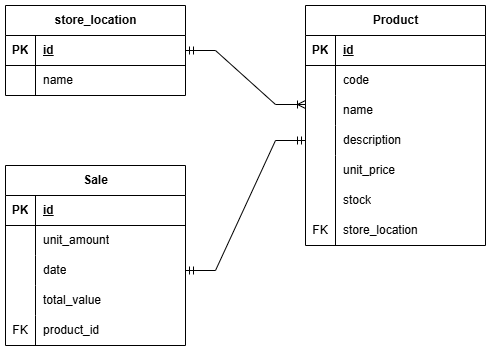 store_location
PK id
name
Product
PK id
code
name
description
unit_price
stock
FK store_location
Sale
PK id
unit_amount
date
total_value
FK product_id